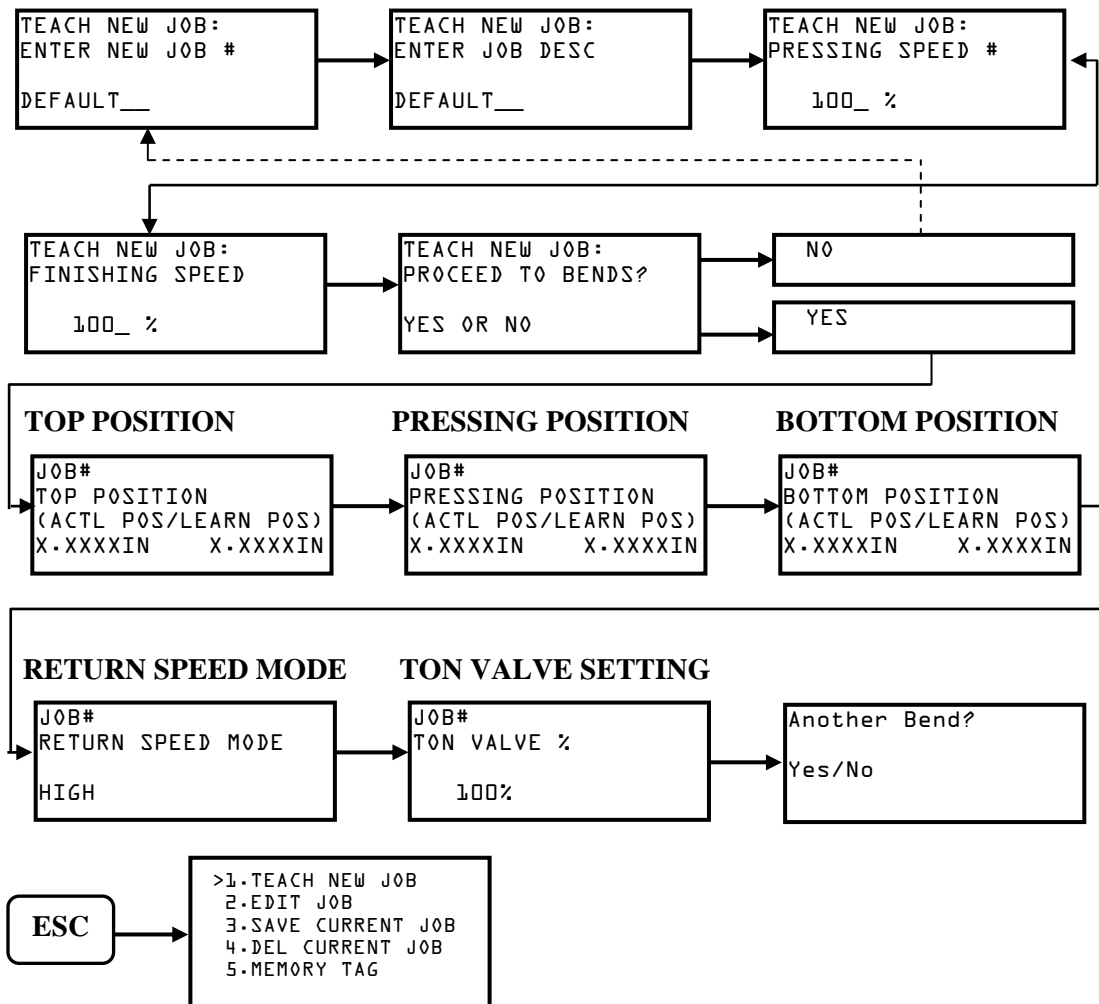 TEACH NEW JOB:
ENTER NEW JOB #
DEFAULT__
TEACH NEW JOB:
ENTER JOB DESC
DEFAULT__
TEACH NEW JOB:
PRESSING SPEED #
100_ %
TEACH NEW JOB:
FINISHING SPEED
100_ %
TEACH NEW JOB:
PROCEED TO BENDS?
YES OR NO
NO
YES
TOP POSITION
JOB#
TOP POSITION
(ACTL POS/LEARN POS)
X.XXXXIN X.XXXXIN
PRESSING POSITION
JOB#
PRESSING POSITION
(ACTL POS/LEARN POS)
X.XXXXIN X.XXXXIN
BOTTOM POSITION
JOB#
BOTTOM POSITION
(ACTL POS/LEARN POS)
X.XXXXIN X.XXXXIN
RETURN SPEED MODE
JOB#
RETURN SPEED MODE
HIGH
TON VALVE SETTING
JOB#
TON VALVE %
100%
Another Bend?
Yes/No
ESC
>1.TEACH NEW JOB
2.EDIT JOB
3.SAVE CURRENT JOB
4.DEL CURRENT JOB
5.MEMORY TAG